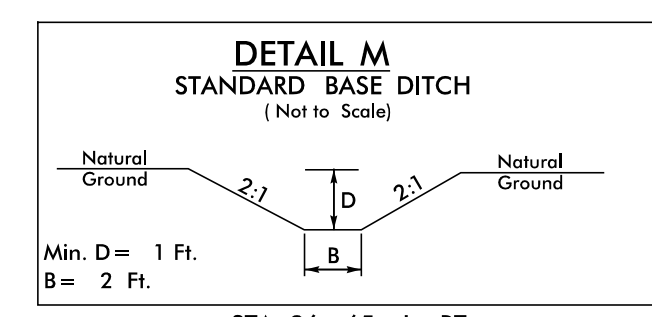 DETAIL M
STANDARD BASE DITCH
( Not to Scale)
Natural
Ground
2:1
D
2:1
Natural
Ground
Min. D= 1 Ft.
B= 2 Ft.
B